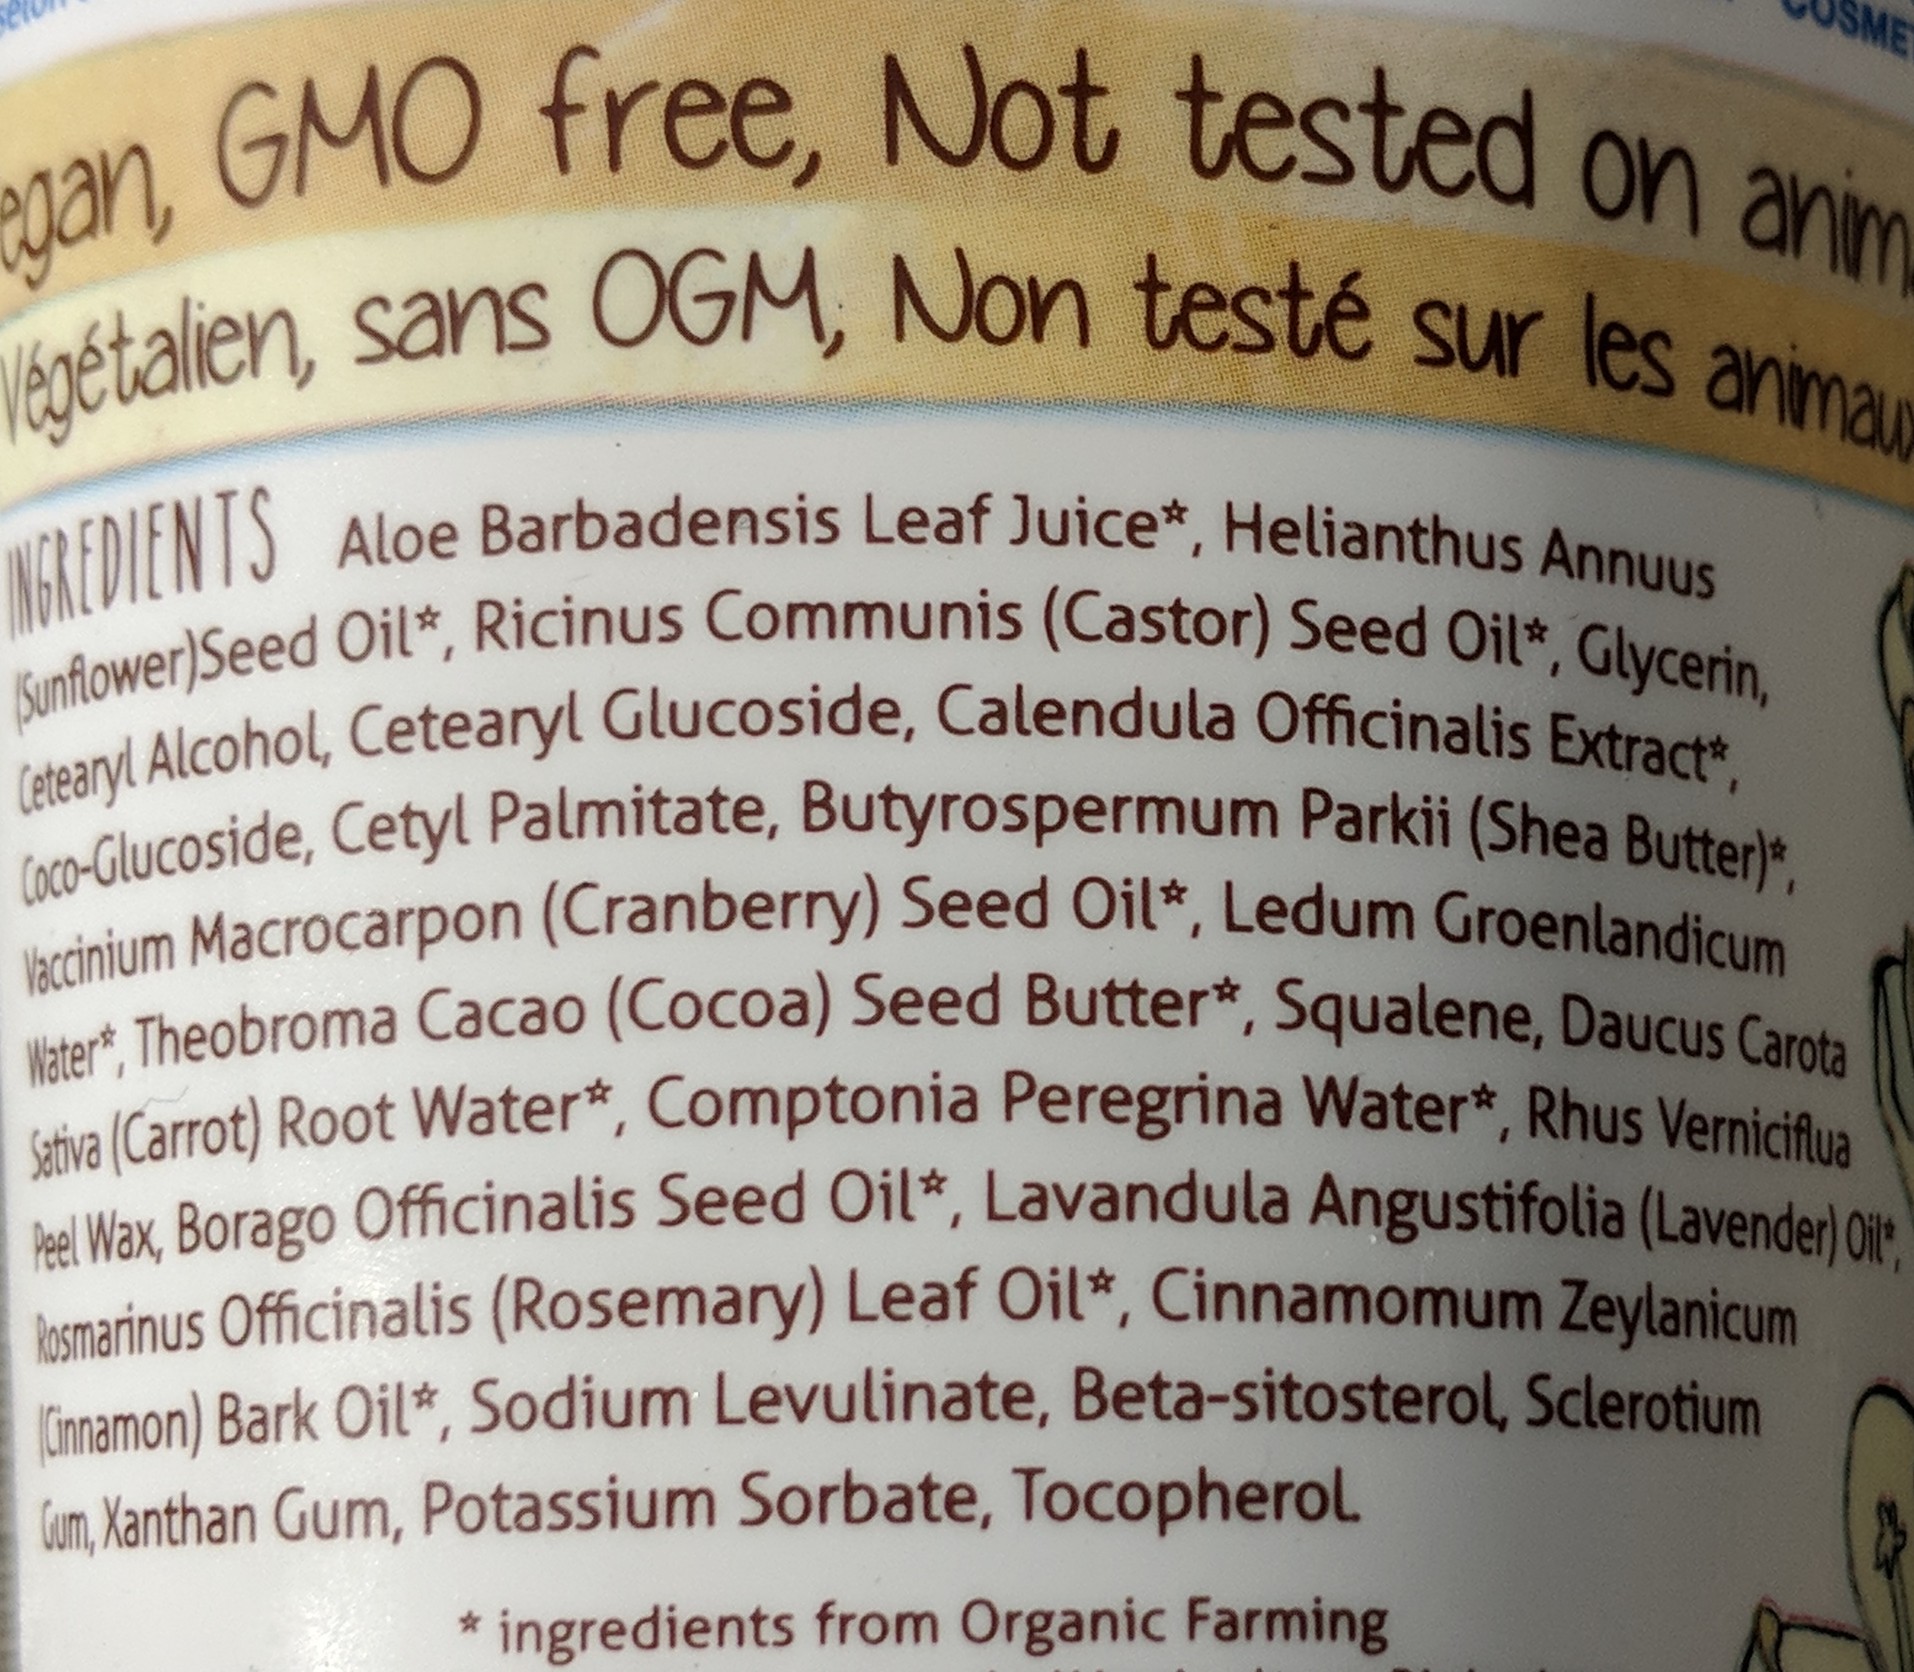 COSME
egan, GMO free, Not tested on anim
Végétalien, sans OGM, Non testé sur les animaux
INGREDIENTS Aloe Barbadensis Leaf Juice*, Helianthus Annuus
(Sunflower)Seed Oil*, Ricinus Communis (Castor) Seed Oil*, Glycerin,
Cetearyl Alcohol, Cetearyl Glucoside, Calendula Officinalis Extract*,
Coco-Glucoside, Cetyl Palmitate, Butyrospermum Parkii (Shea Butter)*,
Vaccinium Macrocarpon (Cranberry) Seed Oil*, Ledum Groenlandicum
Water*, Theobroma Cacao (Cocoa) Seed Butter*, Squalene, Daucus Carota
Sativa (Carrot) Root Water*, Comptonia Peregrina Water*, Rhus Verniciflua
Peel Wax, Borago Officinalis Seed Oil*, Lavandula Angustifolia (Lavender) Oil*,
Rosmarinus Officinalis (Rosemary) Leaf Oil*, Cinnamomum Zeylanicum
(Cinnamon) Bark Oil*, Sodium Levulinate, Beta-sitosterol, Sclerotium
Gum, Xanthan Gum, Potassium Sorbate, Tocopherol.
* ingredients from Organic Farming